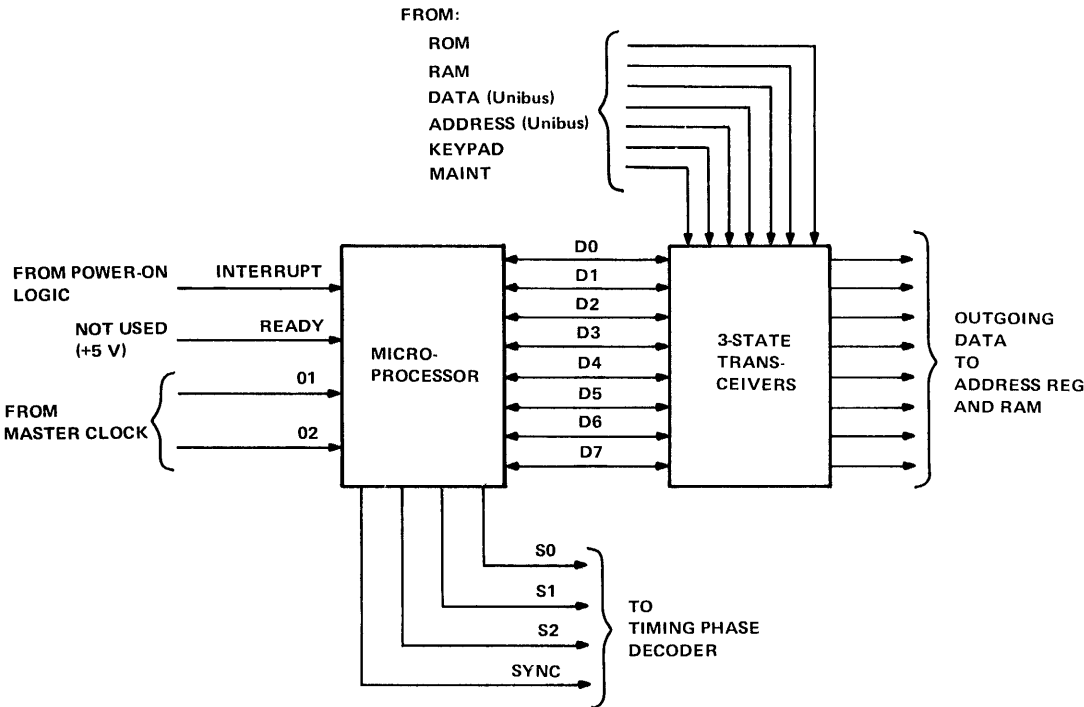 FROM:
ROM
RAM
DATA (Unibus)
ADDRESS (Unibus)
KEYPAD
MAINT
FROM POWER-ON
LOGIC
INTERRUPT
NOT USED
(+5 V)
READY
FROM
MASTER CLOCK
01
02
MICRO-
PROCESSOR
D0
D1
D2
D3
D4
D5
D6
D7
3-STATE
TRANS-
CEIVERS
OUTGOING
DATA
TO
ADDRESS REG
AND RAM
S0
S1
S2
SYNC
TO
TIMING PHASE
DECODER